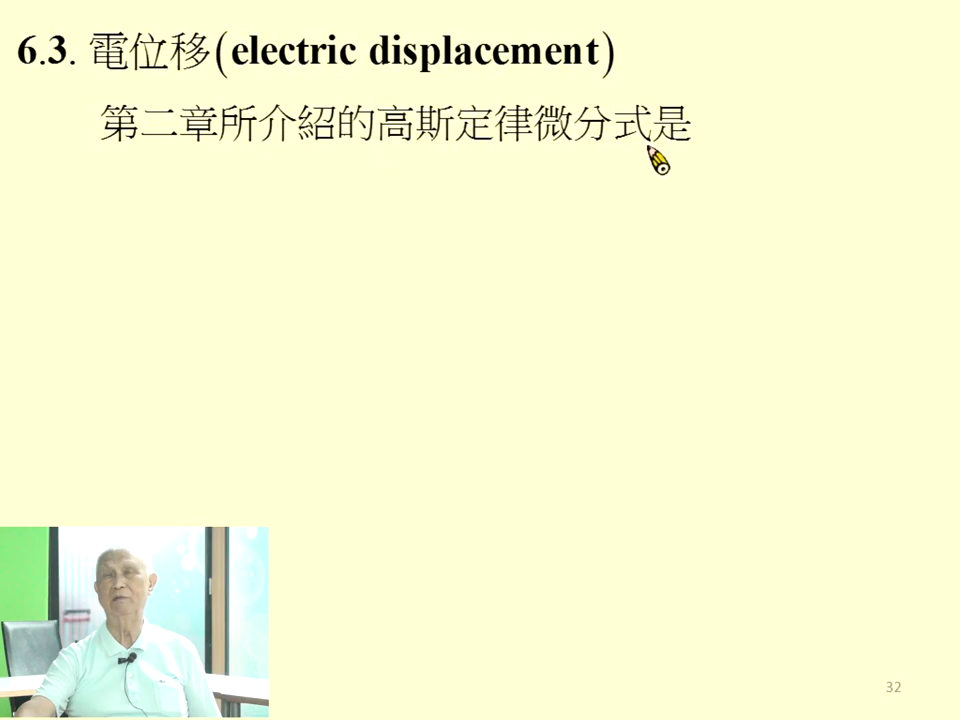 6.3. 電位移(electric displacement)
第二章所介紹的高斯定律微分式是
32